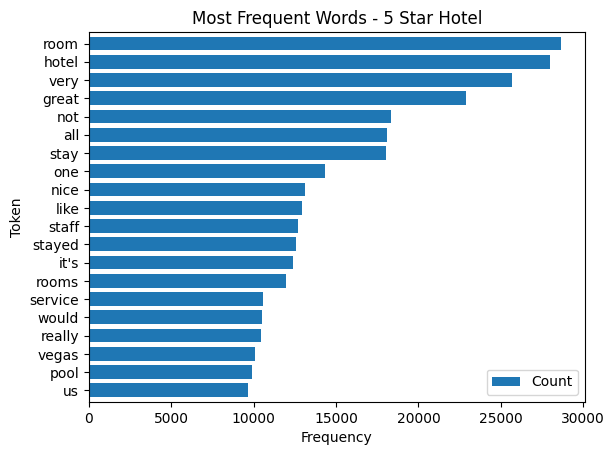 Most Frequent Words - 5 Star Hotel
room
hotel
very
great
not
all
stay
one
nice
like
staff
stayed
it's
rooms
service
would
really
vegas
pool
us
Token
Count
0 5000 10000 15000 20000 25000 30000
Frequency